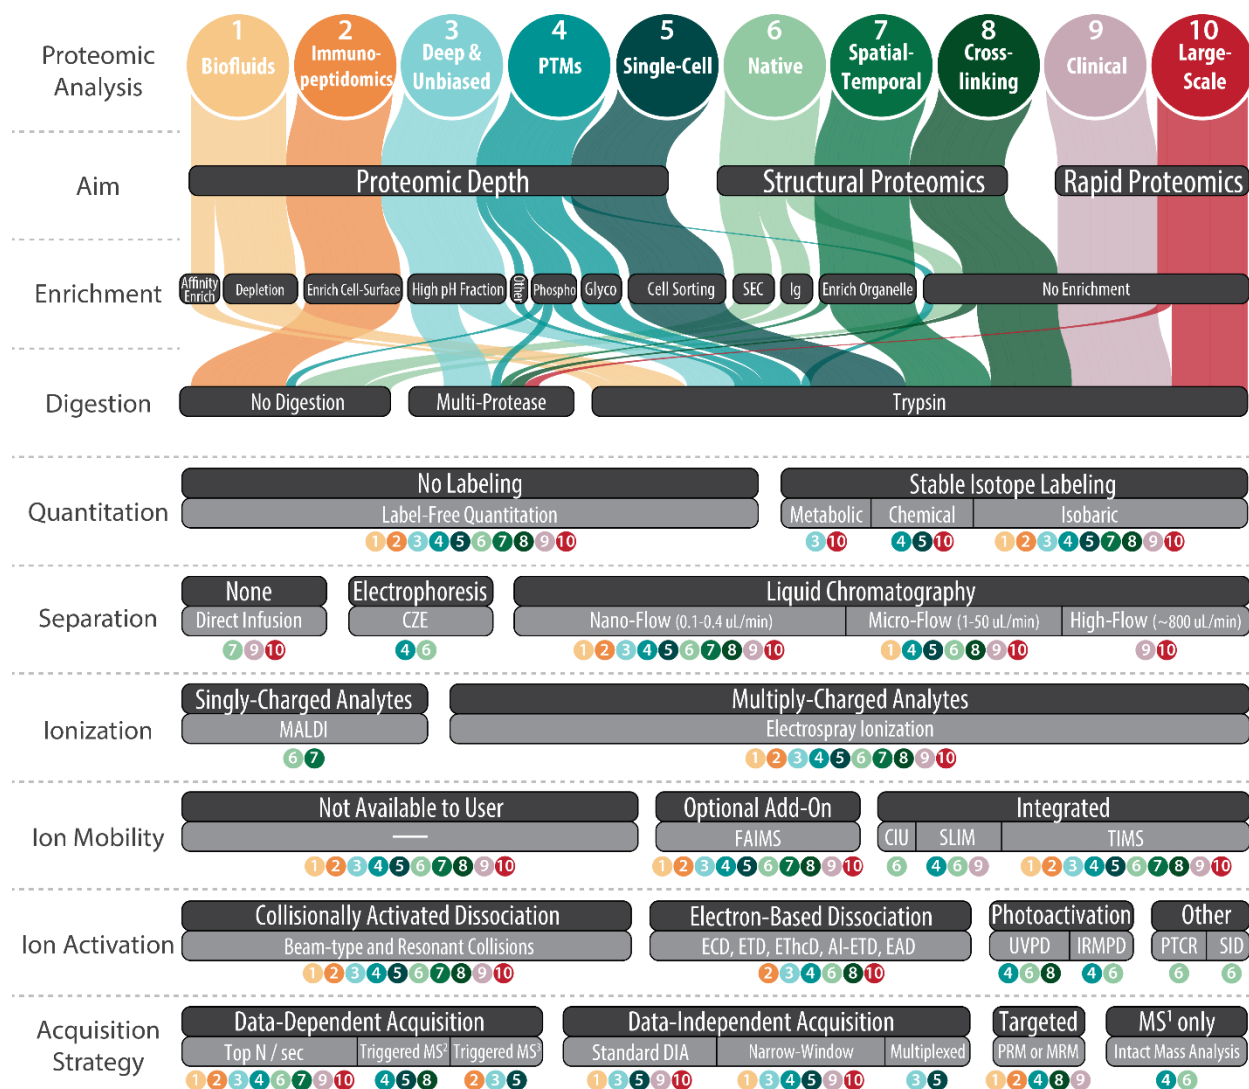 1
Biofluids
2
Immuno-
peptidomics
3
Deep &
Unbiased
4
PTMs
5
Single-Cell
6
Native
7
Spatial-
Temporal
8
Cross-
linking
9
Clinical
10
Large-
Scale
Proteomic
Analysis
Aim
Proteomic Depth
Structural Proteomics
Rapid Proteomics
Enrichment
Affinity
Enrich
Depletion
Enrich Cell-Surface
High pH Fraction
Other
Phospho
Glyco
Cell Sorting
SEC
Ig
Enrich Organelle
No Enrichment
Digestion
No Digestion
Multi-Protease
Trypsin
Quantitation
No Labeling
Label-Free Quantitation
1 2 3 4 5 6 7 8 9 10
Stable Isotope Labeling
Metabolic
3 10
Chemical
4 5 10
Isobaric
1 2 3 4 5 7 8 9 10
Separation
None
Direct Infusion
7 9 10
Electrophoresis
CZE
4 6
Liquid Chromatography
Nano-Flow (0.1-0.4 uL/min)
1 2 3 4 5 6 7 8 9 10
Micro-Flow (1-50 uL/min)
1 4 5 6 8 9 10
High-Flow (~800 uL/min)
9 10
Ionization
Singly-Charged Analytes
MALDI
6 7
Multiply-Charged Analytes
Electrospray Ionization
1 2 3 4 5 6 7 8 9 10
Ion Mobility
Not Available to User
—
1 2 3 4 5 6 7 8 9 10
Optional Add-On
FAIMS
1 2 3 4 5 6 7 8 9 10
Integrated
CIU
6
SLIM
4 6 9
TIMS
1 2 3 4 5 6 7 8 9 10
Ion Activation
Collisionally Activated Dissociation
Beam-type and Resonant Collisions
1 2 3 4 5 6 7 8 9 10
Electron-Based Dissociation
ECD, ETD, EThcD, AI-ETD, EAD
2 3 4 6 8 10
Photoactivation
UVPD
4 6 8
IRMPD
4 6
Other
PTCR
6
SID
6
Acquisition
Strategy
Data-Dependent Acquisition
Top N / sec
1 2 3 4 6 7 9 10
Triggered MS²
4 5 8
Triggered MS³
2 3 5
Data-Independent Acquisition
Standard DIA
1 3 5 9 10
Narrow-Window
1 3 4 5 9 10
Multiplexed
3 5
Targeted
PRM or MRM
1 2 4 8 9
MS¹ only
Intact Mass Analysis
4 6